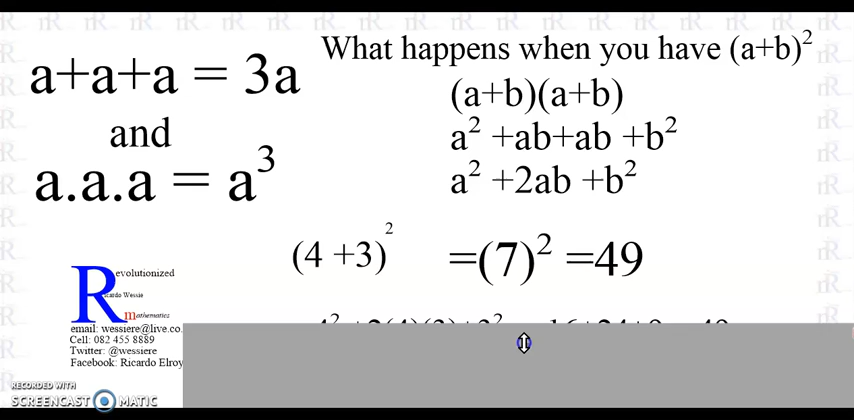 a+a+a = 3a
and
a.a.a = a³
What happens when you have (a+b)²
(a+b)(a+b)
a² +ab+ab +b²
a² +2ab +b²
(4 +3)² =(7)² =49
Revolutionized
Ricardo Wessie
mathematics
email: wessiere@live.co.
Cell: 082 455 8889
Twitter: @wessiere
Facebook: Ricardo Elroy
RECORDED WITH
SCREENCAST MATIC